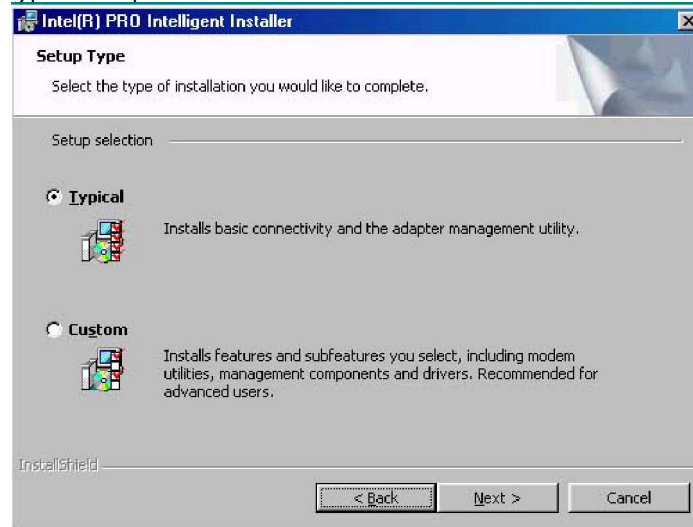 Intel(R) PRO Intelligent Installer
Setup Type
Select the type of installation you would like to complete.
Setup selection
Typical
Installs basic connectivity and the adapter management utility.
Custom
Installs features and subfeatures you select, including modem
utilities, management components and drivers. Recommended for
advanced users.
InstallShield
< Back
Next >
Cancel